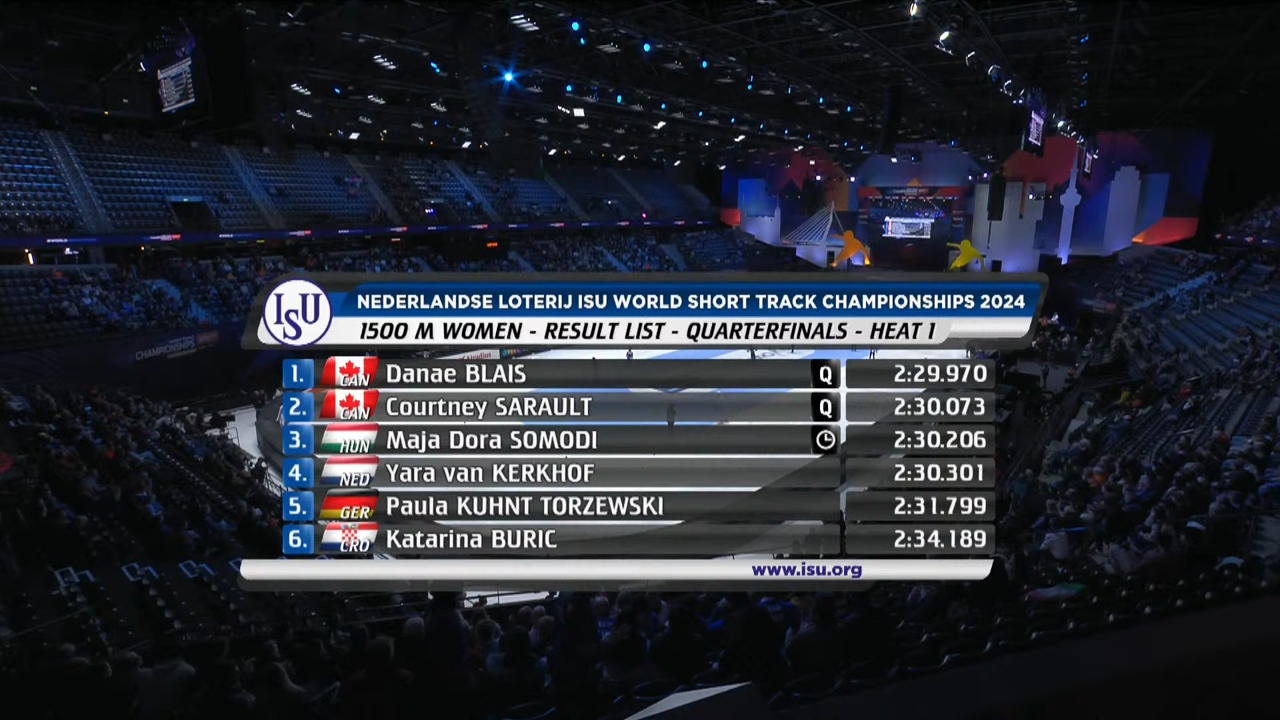 ISU
NEDERLANDSE LOTERIJ ISU WORLD SHORT TRACK CHAMPIONSHIPS 2024
1500 M WOMEN - RESULT LIST - QUARTERFINALS - HEAT 1
1. CAN Danae BLAIS Q 2:29.970
2. CAN Courtney SARAULT Q 2:30.073
3. HUN Maja Dora SOMODI 2:30.206
4. NED Yara van KERKHOF 2:30.301
5. GER Paula KUHNT TORZEWSKI 2:31.799
6. CRO Katarina BURIC 2:34.189
www.isu.org
CHAMPIONSHIPS